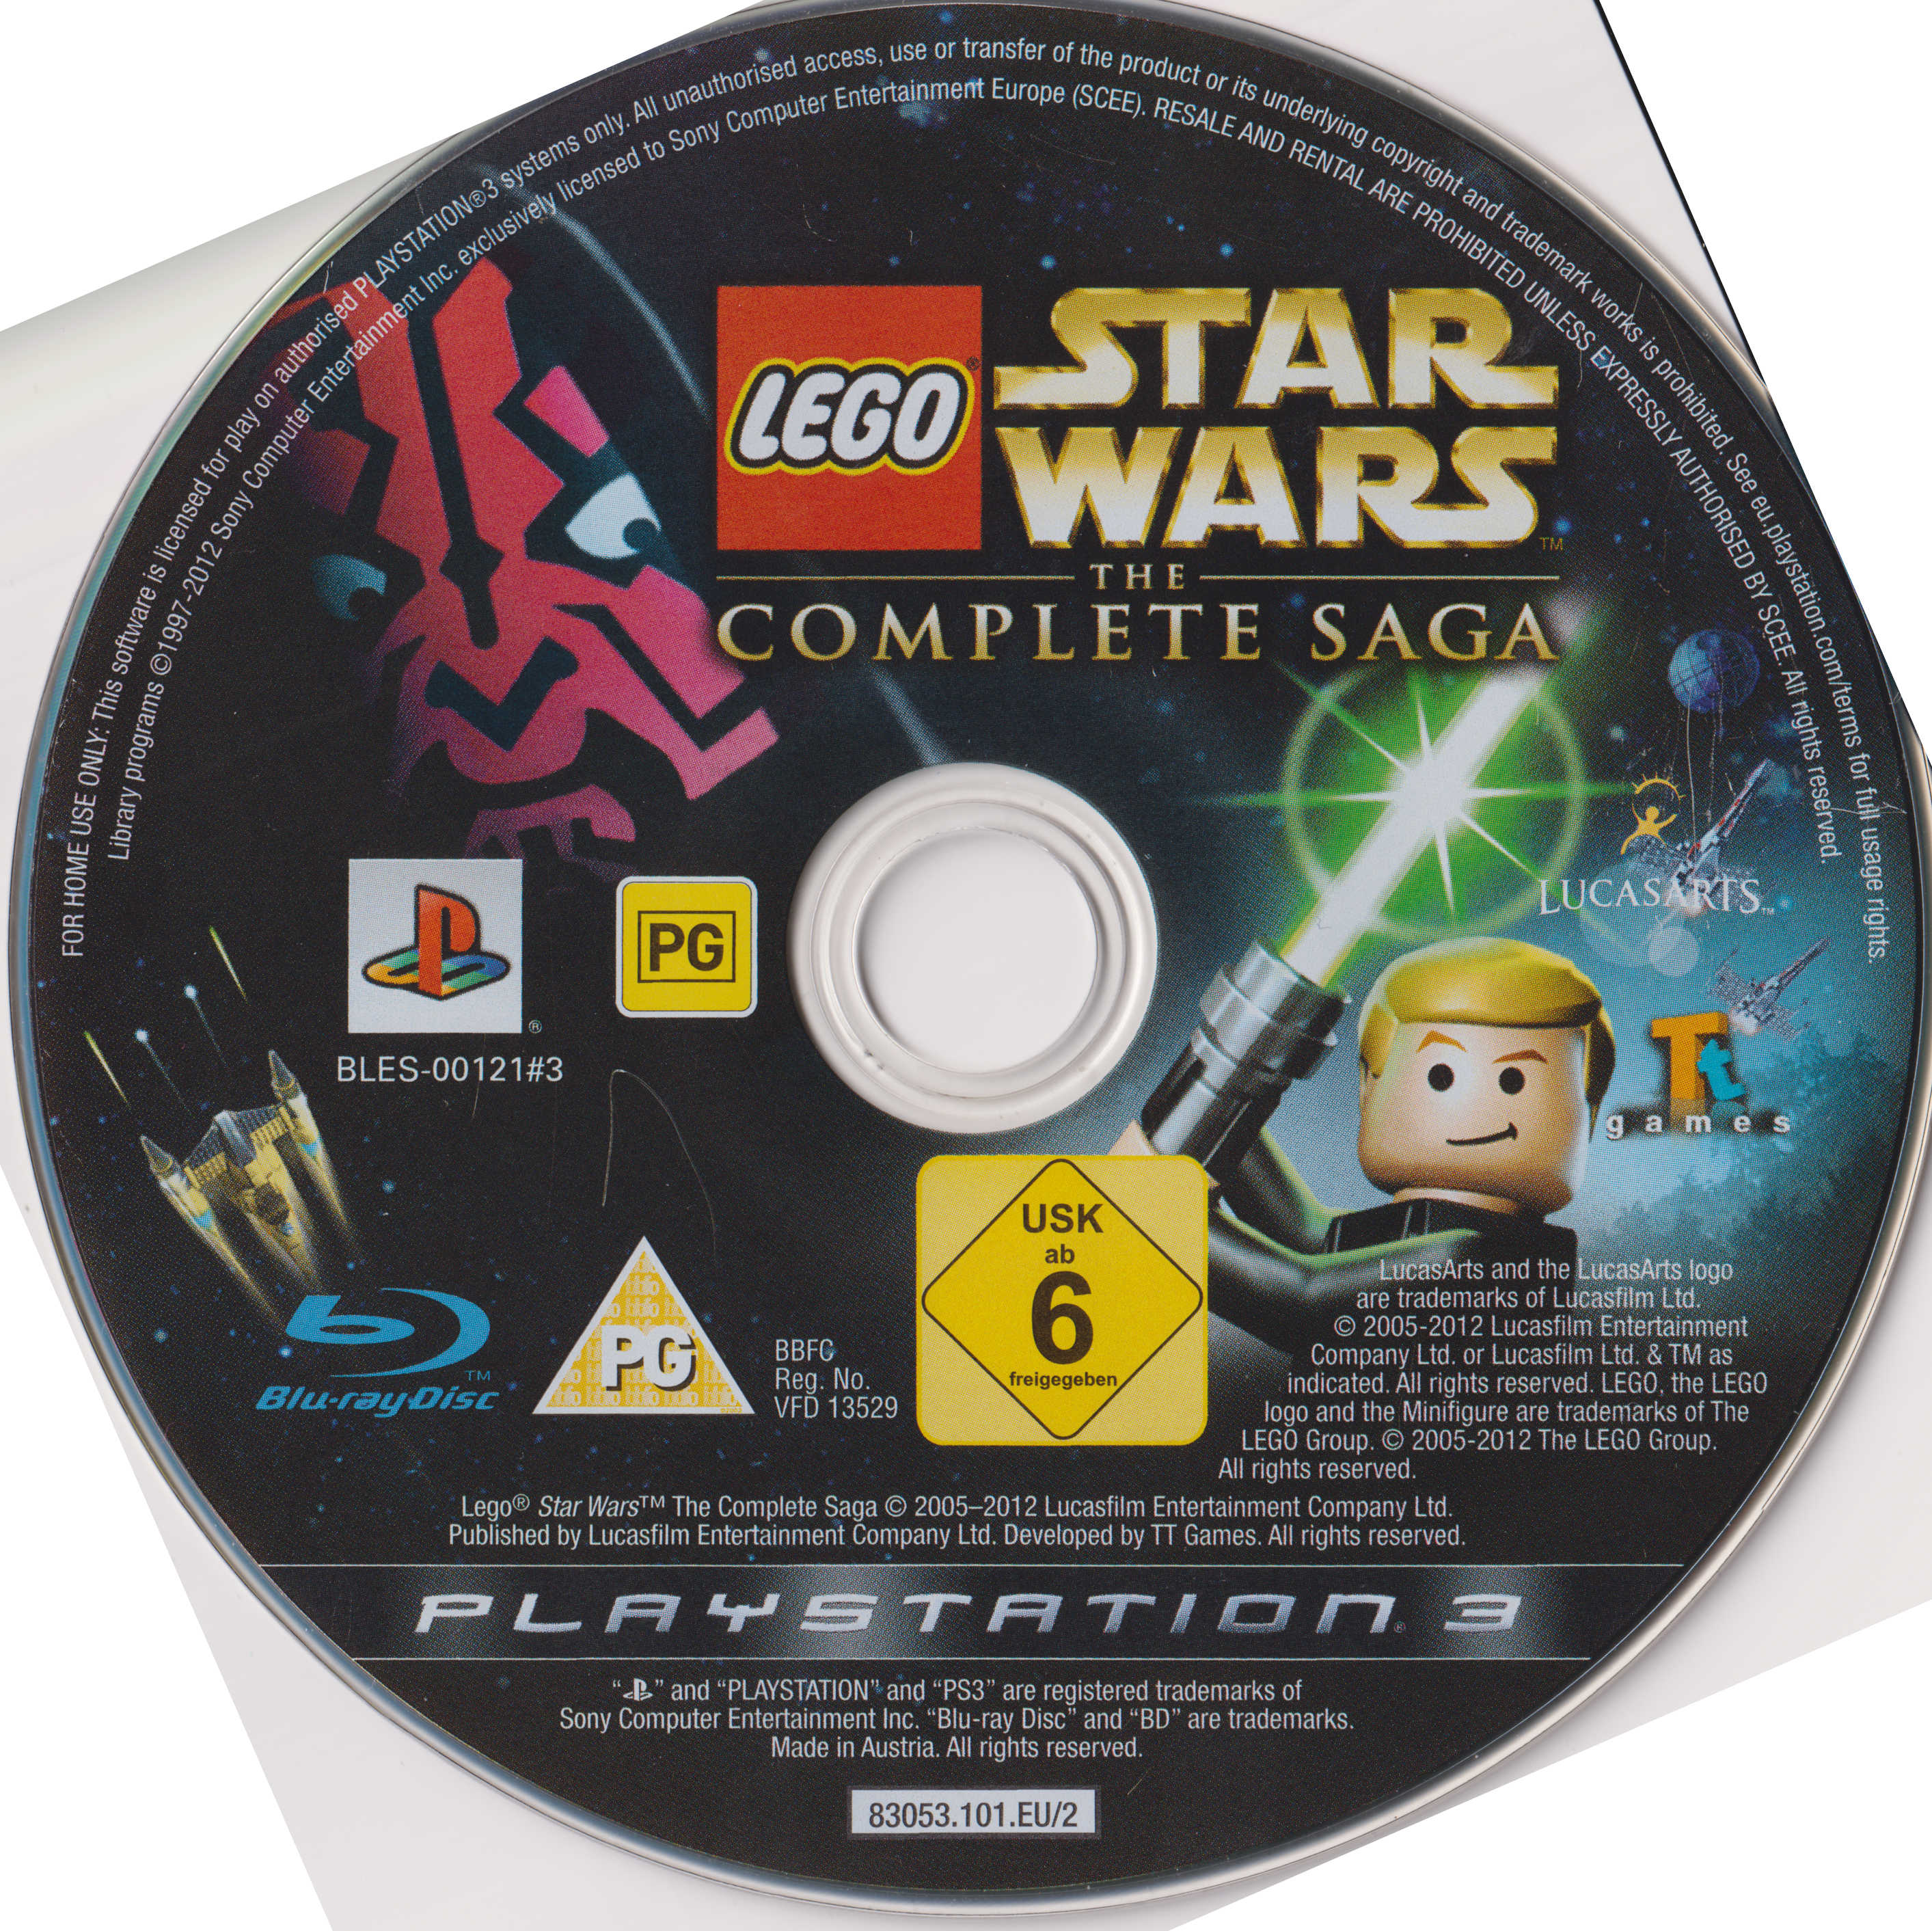 FOR HOME USE ONLY: This software is licensed for play on authorised PLAYSTATION®3 systems only. All unauthorised access, use or transfer of the product or its underlying copyright and trademark works is prohibited. See eu.playstation.com/terms for full usage rights.
Library programs ©1997-2012 Sony Computer Entertainment Inc. exclusively licensed to Sony Computer Entertainment Europe (SCEE). RESALE AND RENTAL ARE PROHIBITED UNLESS EXPRESSLY AUTHORISED BY SCEE. All rights reserved.
LEGO®
STAR
WARS™
THE
COMPLETE SAGA
LUCASARTS™
PG
®
BLES-00121#3
Tt
games
USK
ab
6
freigegeben
Blu-ray Disc™
PG
BBFC
Reg. No.
VFD 13529
LucasArts and the LucasArts logo
are trademarks of Lucasfilm Ltd.
© 2005-2012 Lucasfilm Entertainment
Company Ltd. or Lucasfilm Ltd. & TM as
indicated. All rights reserved. LEGO, the LEGO
logo and the Minifigure are trademarks of The
LEGO Group. © 2005-2012 The LEGO Group.
All rights reserved.
Lego® Star Wars™ The Complete Saga © 2005–2012 Lucasfilm Entertainment Company Ltd.
Published by Lucasfilm Entertainment Company Ltd. Developed by TT Games. All rights reserved.
PLAYSTATION® 3
“PS” and “PLAYSTATION” and “PS3” are registered trademarks of
Sony Computer Entertainment Inc. “Blu-ray Disc” and “BD” are trademarks.
Made in Austria. All rights reserved.
83053.101.EU/2